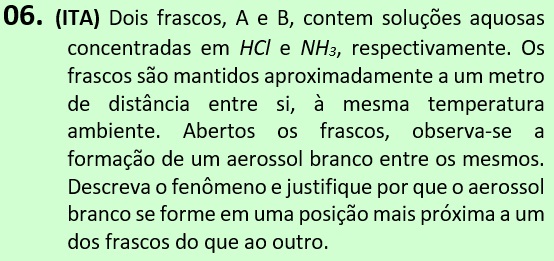 06. (ITA) Dois frascos, A e B, contem soluções aquosas
concentradas em HCl e NH₃, respectivamente. Os
frascos são mantidos aproximadamente a um metro
de distância entre si, à mesma temperatura
ambiente. Abertos os frascos, observa-se a
formação de um aerossol branco entre os mesmos.
Descreva o fenômeno e justifique por que o aerossol
branco se forme em uma posição mais próxima a um
dos frascos do que ao outro.